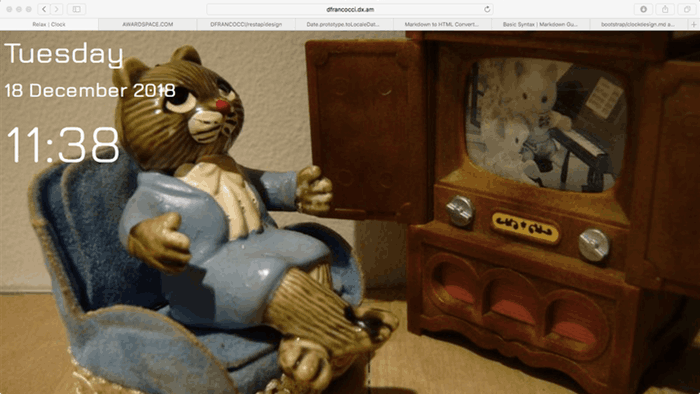 dfrancocci.dx.am
Relax | Clock
AWARDSPACE.COM
DFRANCOCCI/restapi/design
Date.prototype.toLocaleDat...
Markdown to HTML Convert...
Basic Syntax | Markdown Gu...
bootstrap/clockdesign.md a...
Tuesday
18 December 2018
11:38